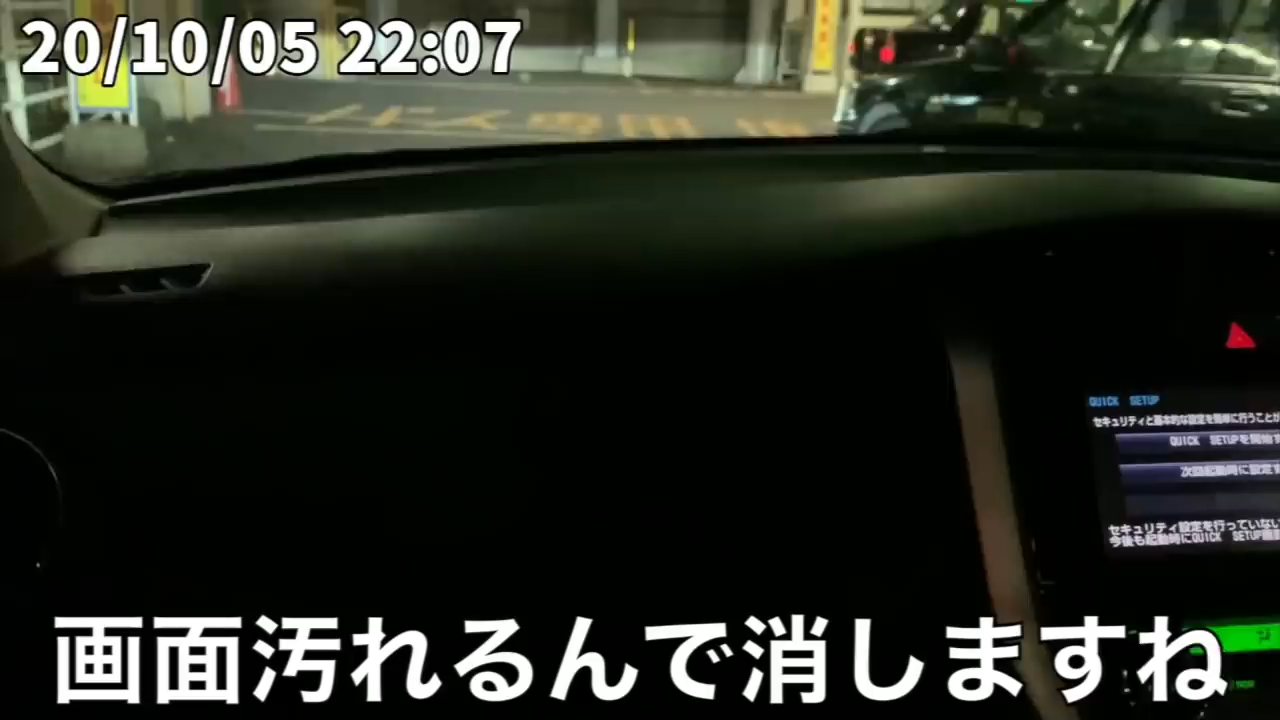 20/10/05 22:07
QUICK SETUP
セキュリティと基本的な設定を簡単に行うことが
QUICK SETUPを開始す
次回起動時に設定す
セキュリティ設定を行っていない
今後も起動時にQUICK SETUP画面
画面汚れるんで消しますね